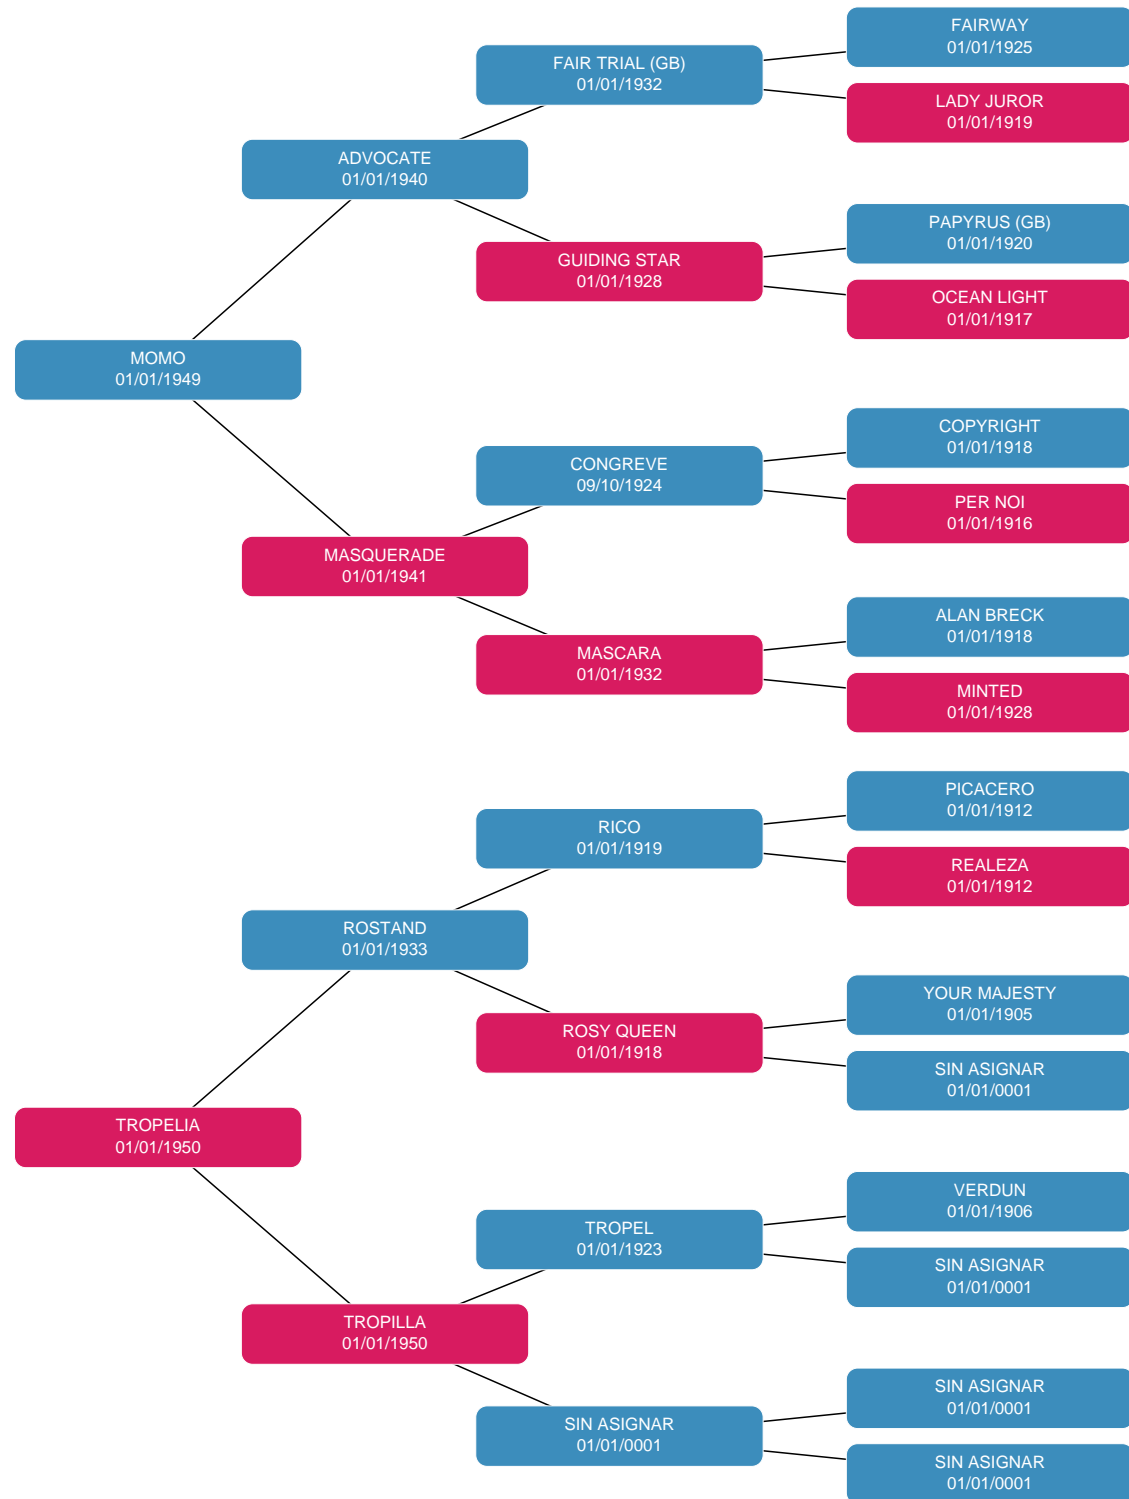 FAIRWAY
01/01/1925
FAIR TRIAL (GB)
01/01/1932
LADY JUROR
01/01/1919
ADVOCATE
01/01/1940
PAPYRUS (GB)
01/01/1920
GUIDING STAR
01/01/1928
OCEAN LIGHT
01/01/1917
MOMO
01/01/1949
COPYRIGHT
01/01/1918
CONGREVE
09/10/1924
PER NOI
01/01/1916
MASQUERADE
01/01/1941
ALAN BRECK
01/01/1918
MASCARA
01/01/1932
MINTED
01/01/1928
PICACERO
01/01/1912
RICO
01/01/1919
REALEZA
01/01/1912
ROSTAND
01/01/1933
YOUR MAJESTY
01/01/1905
ROSY QUEEN
01/01/1918
SIN ASIGNAR
01/01/0001
TROPELIA
01/01/1950
VERDUN
01/01/1906
TROPEL
01/01/1923
SIN ASIGNAR
01/01/0001
TROPILLA
01/01/1950
SIN ASIGNAR
01/01/0001
SIN ASIGNAR
01/01/0001
SIN ASIGNAR
01/01/0001